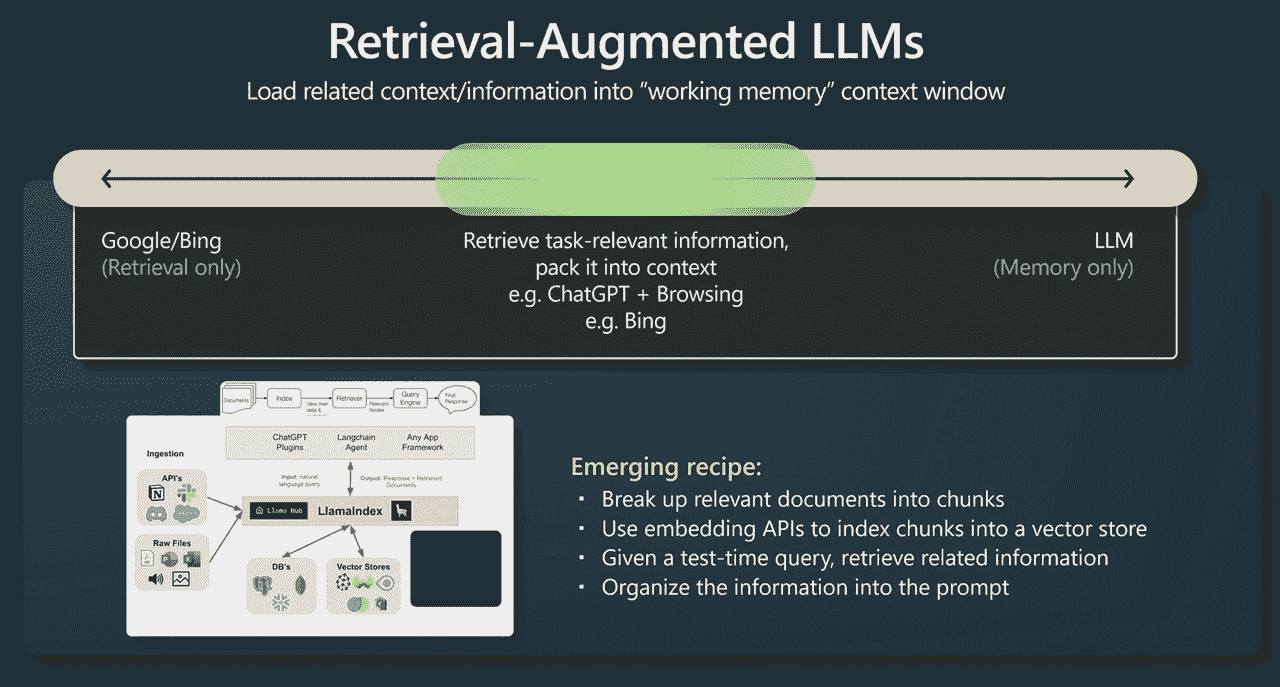 Retrieval-Augmented LLMs
Load related context/information into “working memory” context window
Google/Bing
(Retrieval only)
Retrieve task-relevant information,
pack it into context
e.g. ChatGPT + Browsing
e.g. Bing
LLM
(Memory only)
Documents
Index
View over
data &
Retriever
Relevant
Nodes
Query
Engine
Final
Response
ChatGPT
Plugins
Langchain
Agent
Any App
Framework
Ingestion
Input: natural
language query
Output: Response + Retrieved
Documents
API's
Llama Hub
LlamaIndex
Raw Files
DB's
Vector Stores
Emerging recipe:
▪ Break up relevant documents into chunks
▪ Use embedding APIs to index chunks into a vector store
▪ Given a test-time query, retrieve related information
▪ Organize the information into the prompt